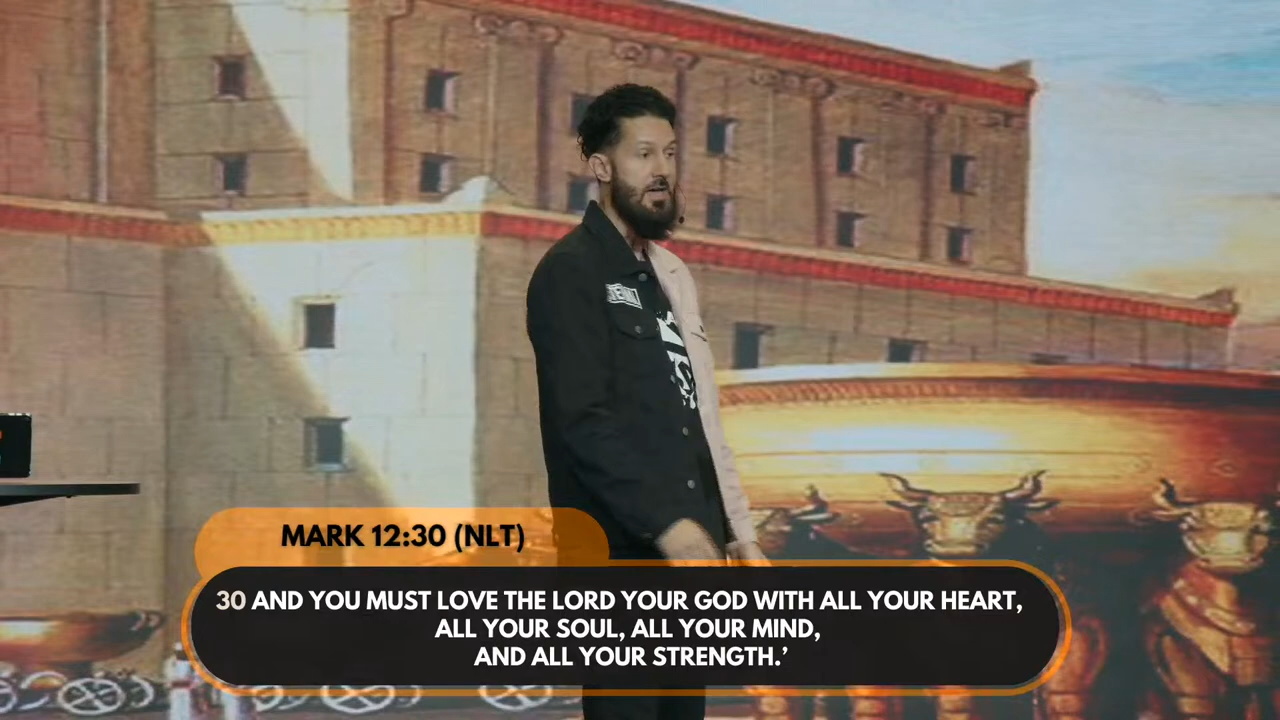 MARK 12:30 (NLT)
30 AND YOU MUST LOVE THE LORD YOUR GOD WITH ALL YOUR HEART,
ALL YOUR SOUL, ALL YOUR MIND,
AND ALL YOUR STRENGTH.’